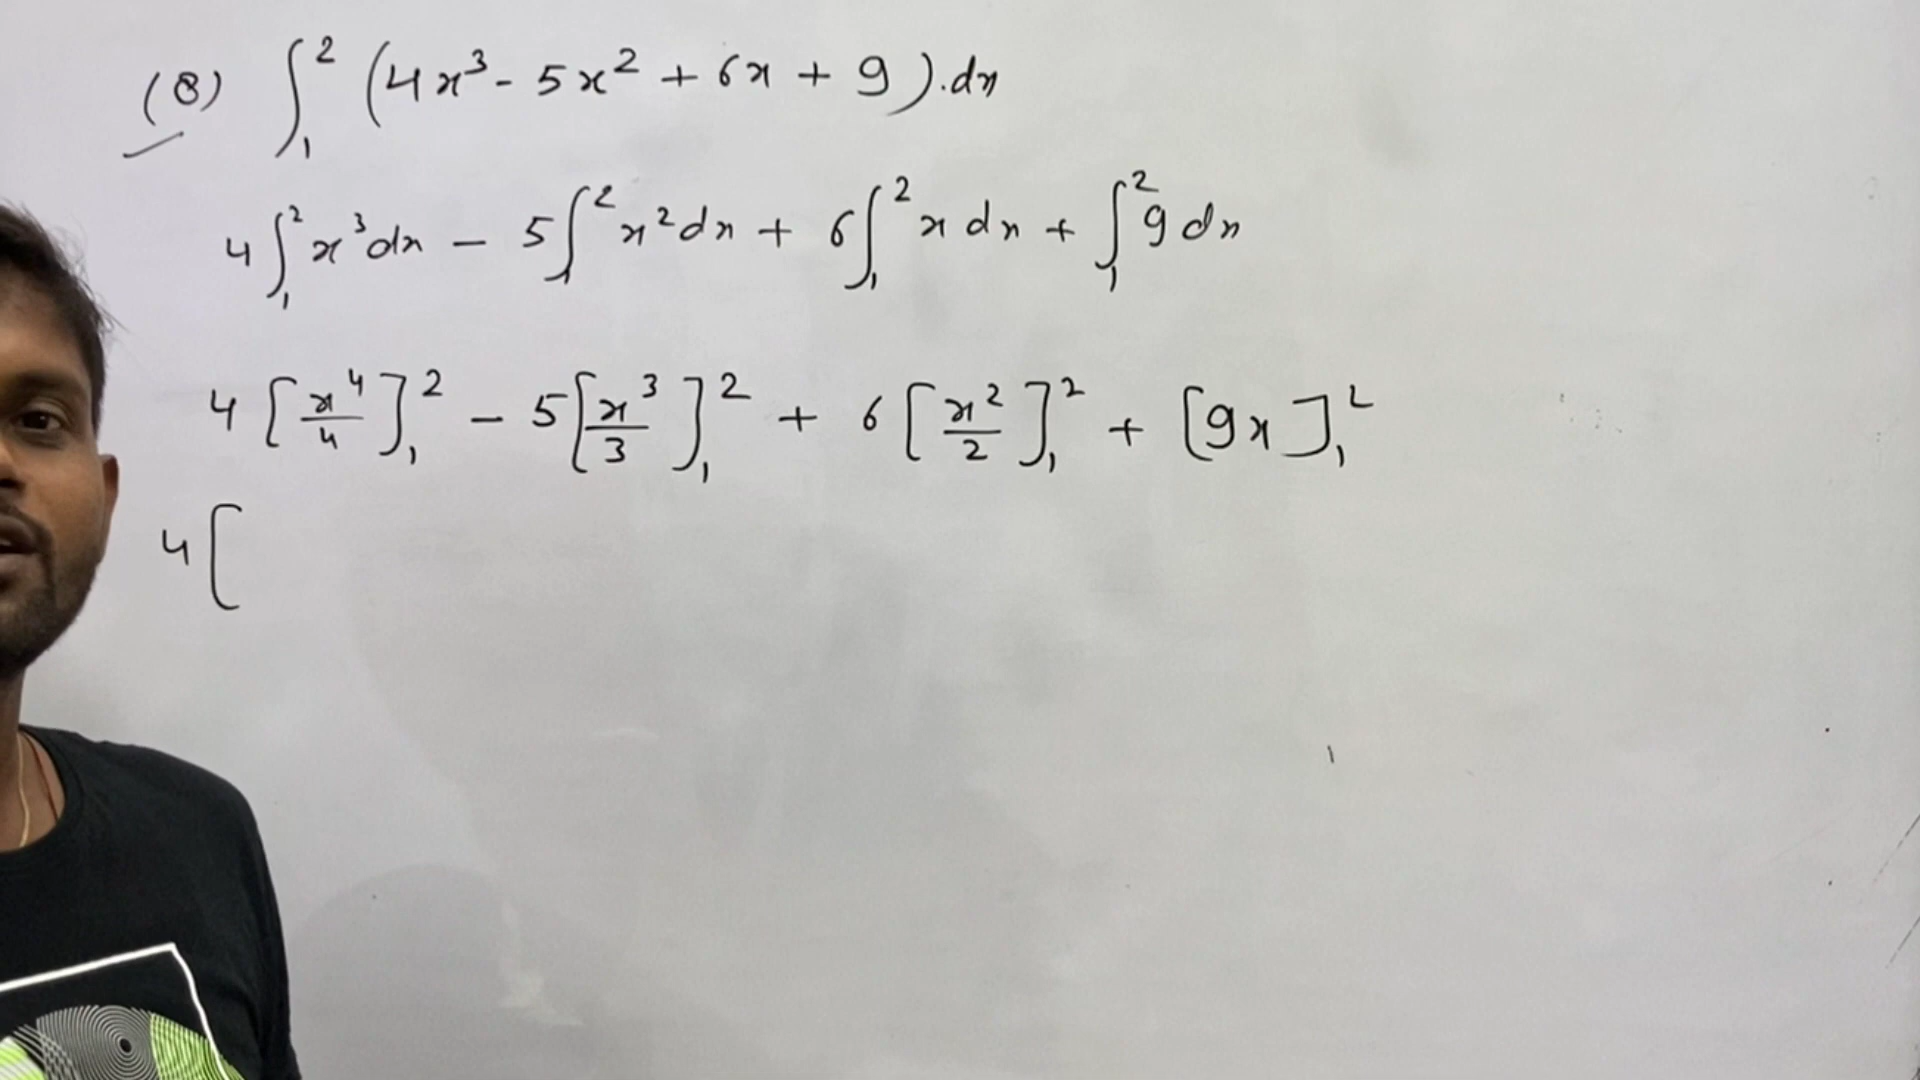 (8) ∫₁² (4x³ - 5x² + 6x + 9).dx
4∫₁² x³dx - 5∫₁² x²dx + 6∫₁² x dx + ∫₁² 9 dx
4[x⁴/4]₁² - 5[x³/3]₁² + 6[x²/2]₁² + [9x]₁²
4[